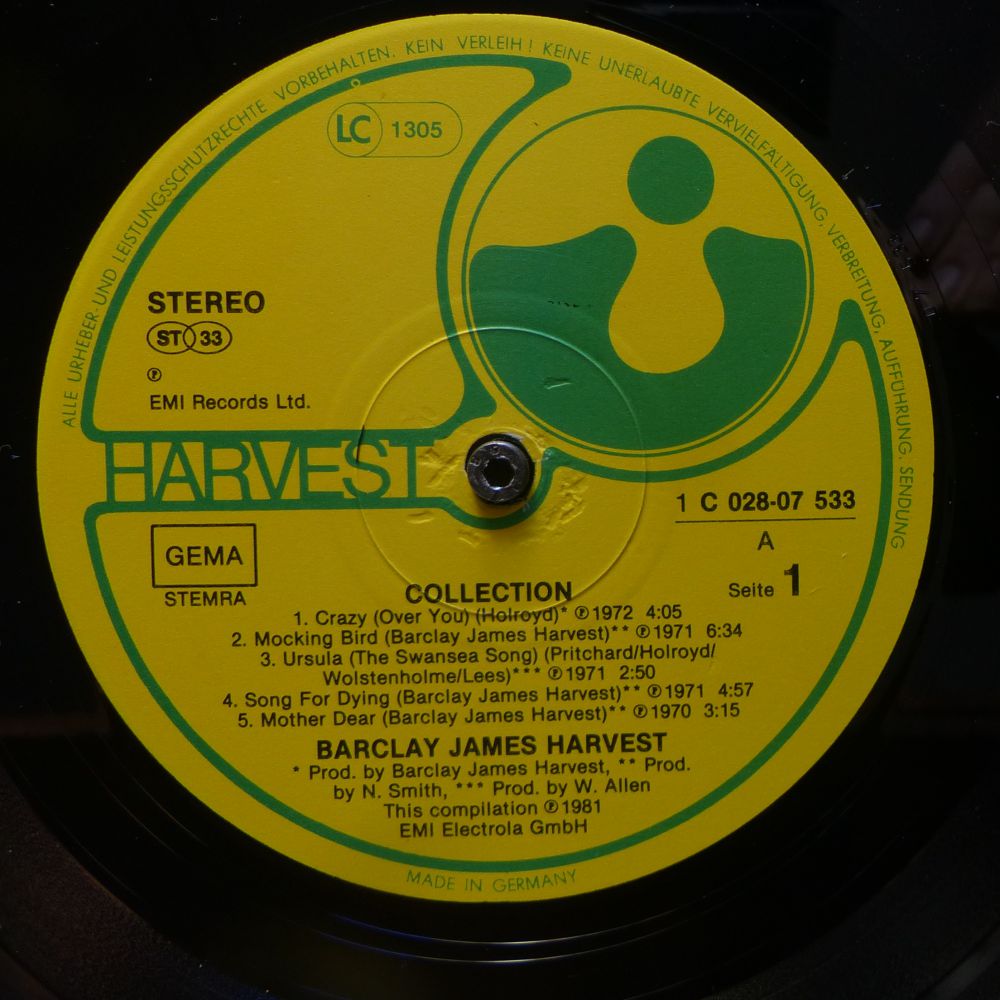 ALLE URHEBER- UND LEISTUNGSSCHUTZRECHTE VORBEHALTEN. KEIN VERLEIH! KEINE UNERLAUBTE VERVIELFÄLTIGUNG, VERBREITUNG, AUFFÜHRUNG. SENDUNG
LC 1305
STEREO
ST 33
℗
EMI Records Ltd.
HARVEST
1 C 028-07 533
A
Seite 1
GEMA
STEMRA
COLLECTION
1. Crazy (Over You) (Holroyd)* ℗1972 4:05
2. Mocking Bird (Barclay James Harvest)** ℗1971 6:34
3. Ursula (The Swansea Song) (Pritchard/Holroyd/
Wolstenholme/Lees)*** ℗1971 2:50
4. Song For Dying (Barclay James Harvest)** ℗1971 4:57
5. Mother Dear (Barclay James Harvest)** ℗1970 3:15
BARCLAY JAMES HARVEST
* Prod. by Barclay James Harvest, ** Prod.
by N. Smith, *** Prod. by W. Allen
This compilation ℗1981
EMI Electrola GmbH
MADE IN GERMANY